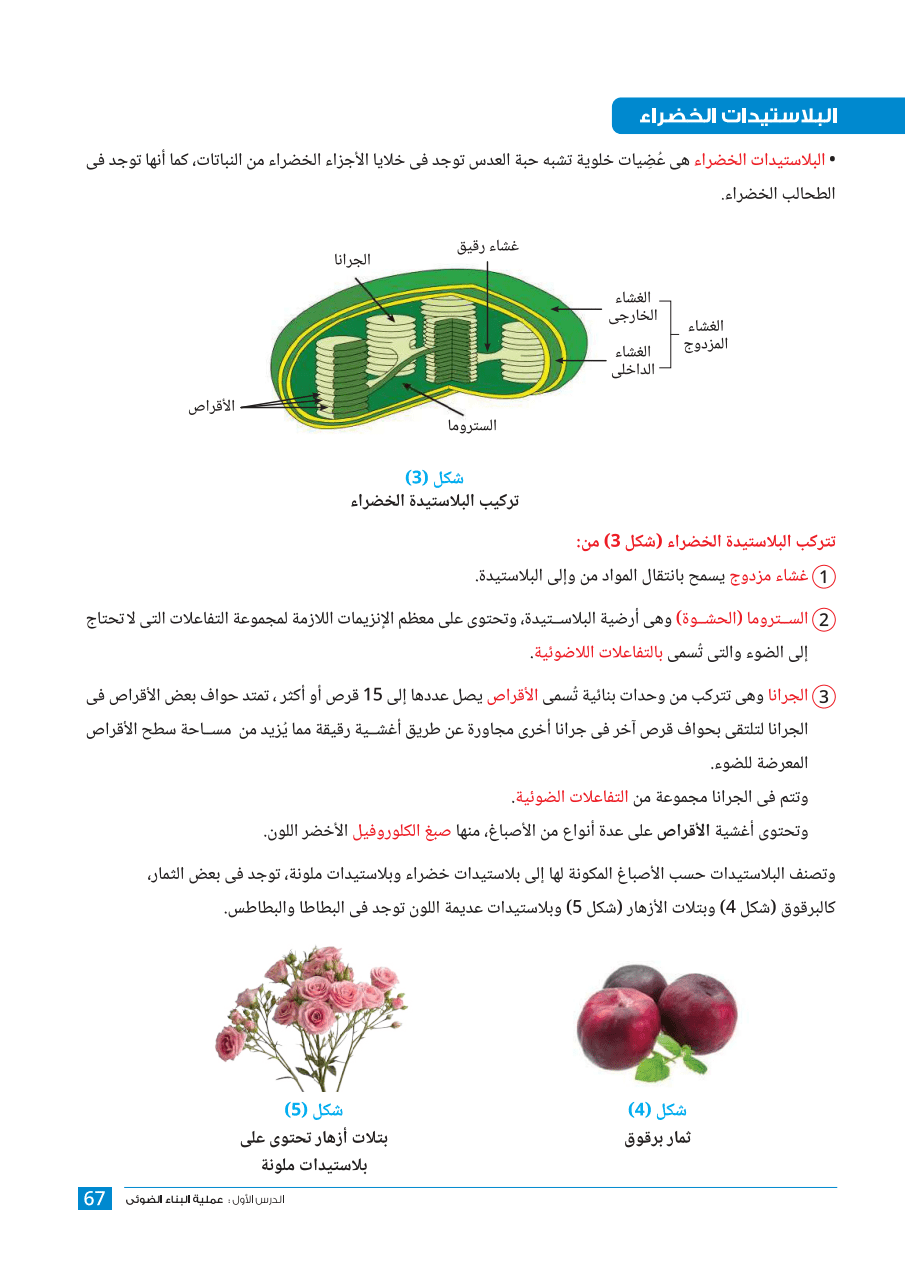 البلاستيدات الخضراء
• البلاستيدات الخضراء هى عُضِيات خلوية تشبه حبة العدس توجد فى خلايا الأجزاء الخضراء من النباتات، كما أنها توجد فى
الطحالب الخضراء.
غشاء رقيق
الجرانا
الغشاء
الخارجى
الغشاء
المزدوج
الغشاء
الداخلى
الأقراص
الستروما
شكل (3)
تركيب البلاستيدة الخضراء
تتركب البلاستيدة الخضراء (شكل 3) من:
1 غشاء مزدوج يسمح بانتقال المواد من وإلى البلاستيدة.
2 الســتروما (الحشــوة) وهى أرضية البلاســتيدة، وتحتوى على معظم الإنزيمات اللازمة لمجموعة التفاعلات التى لا تحتاج
إلى الضوء والتى تُسمى بالتفاعلات اللاضوئية.
3 الجرانا وهى تتركب من وحدات بنائية تُسمى الأقراص يصل عددها إلى 15 قرص أو أكثر ، تمتد حواف بعض الأقراص فى
الجرانا لتلتقى بحواف قرص آخر فى جرانا أخرى مجاورة عن طريق أغشــية رقيقة مما يُزيد من مســاحة سطح الأقراص
المعرضة للضوء.
وتتم فى الجرانا مجموعة من التفاعلات الضوئية.
وتحتوى أغشية الأقراص على عدة أنواع من الأصباغ، منها صبغ الكلوروفيل الأخضر اللون.
وتصنف البلاستيدات حسب الأصباغ المكونة لها إلى بلاستيدات خضراء وبلاستيدات ملونة، توجد فى بعض الثمار،
كالبرقوق (شكل 4) وبتلات الأزهار (شكل 5) وبلاستيدات عديمة اللون توجد فى البطاطا والبطاطس.
شكل (4)
ثمار برقوق
شكل (5)
بتلات أزهار تحتوى على
بلاستيدات ملونة
الدرس الأول : عملية البناء الضوئى
67